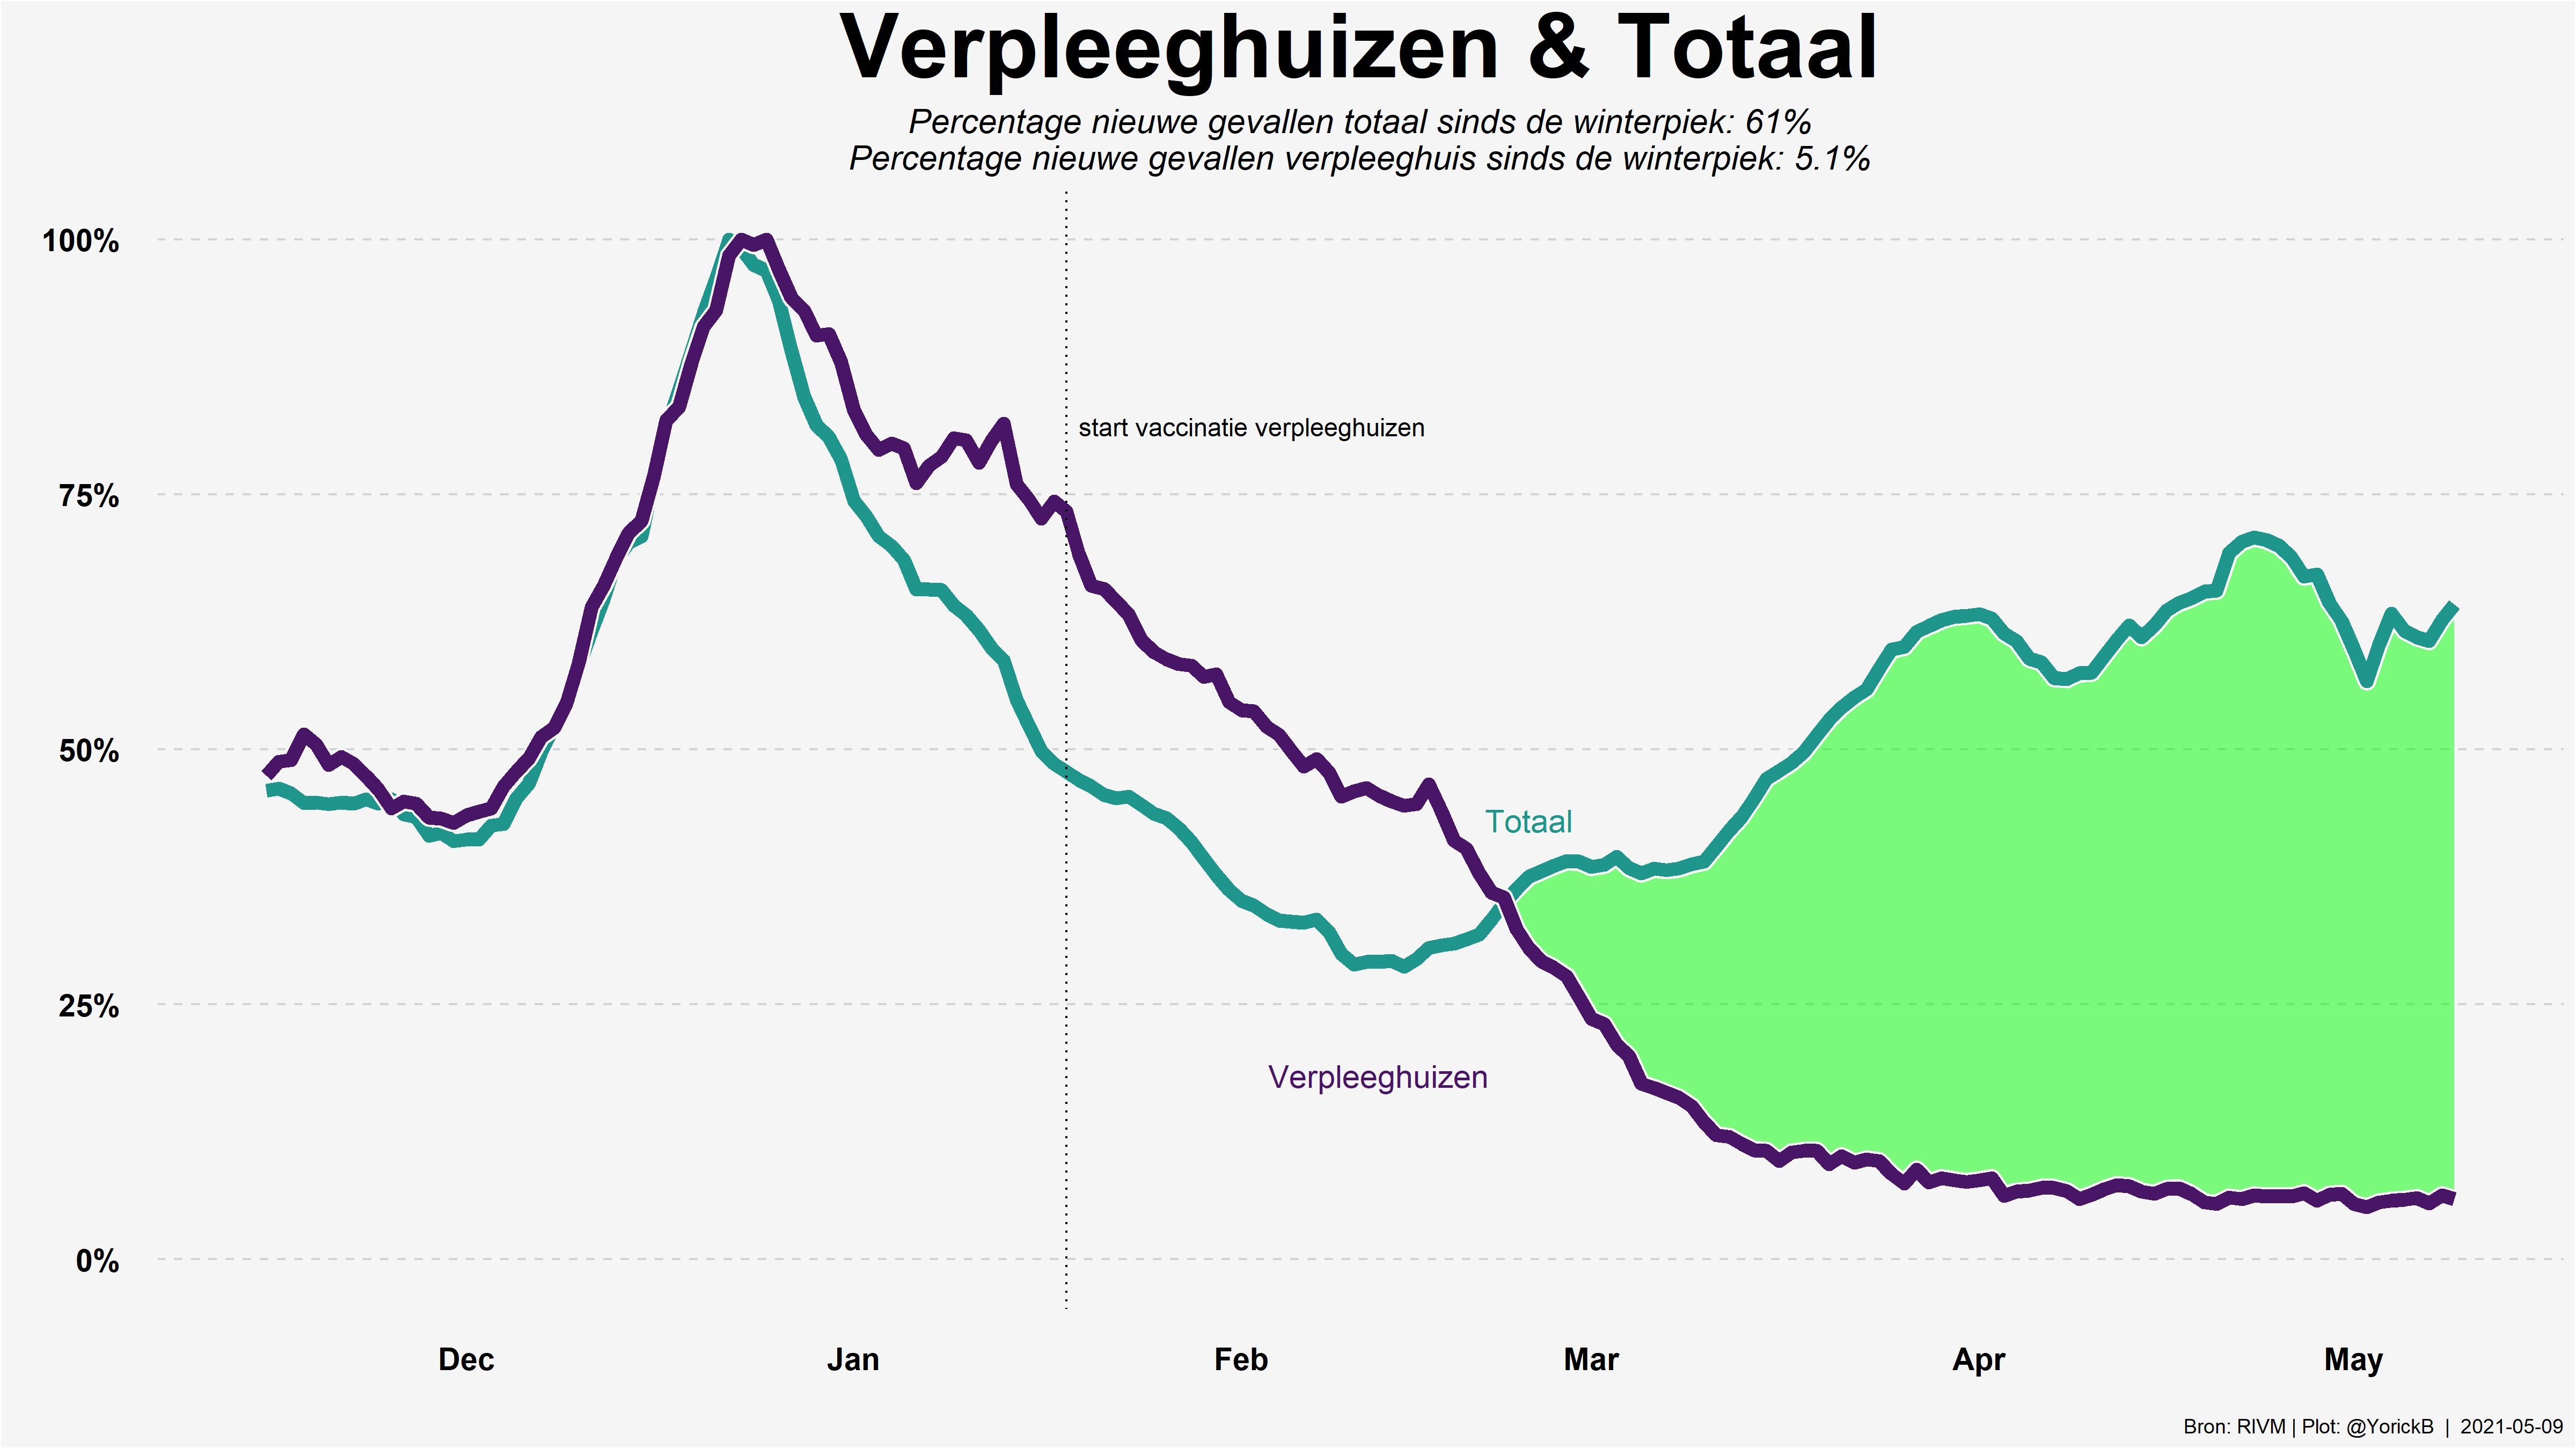 Verpleeghuizen & Totaal
Percentage nieuwe gevallen totaal sinds de winterpiek: 61%
Percentage nieuwe gevallen verpleeghuis sinds de winterpiek: 5.1%
100%
start vaccinatie verpleeghuizen
75%
50%
Totaal
25%
Verpleeghuizen
0%
Dec Jan Feb Mar Apr May
Bron: RIVM | Plot: @YorickB | 2021-05-09